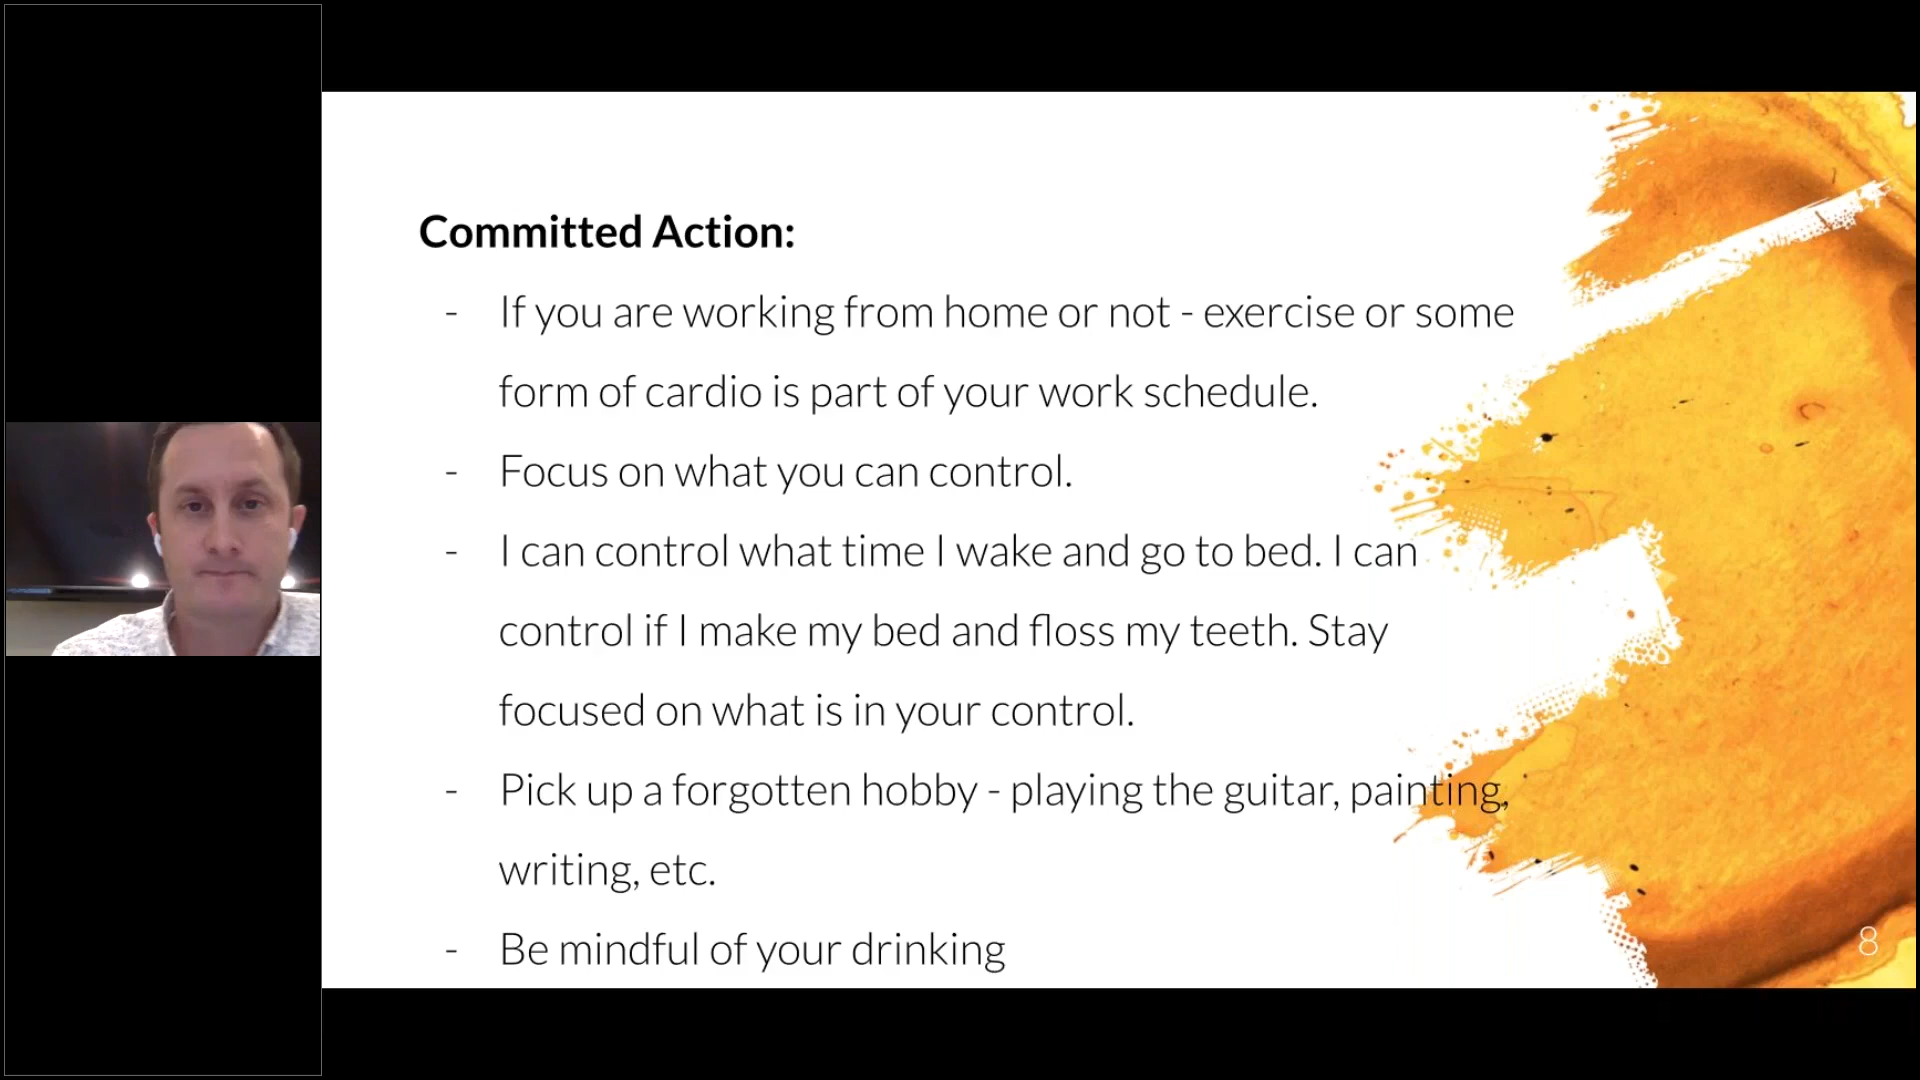 Committed Action:
- If you are working from home or not - exercise or some
form of cardio is part of your work schedule.
- Focus on what you can control.
- I can control what time I wake and go to bed. I can
control if I make my bed and floss my teeth. Stay
focused on what is in your control.
- Pick up a forgotten hobby - playing the guitar, painting,
writing, etc.
- Be mindful of your drinking
8